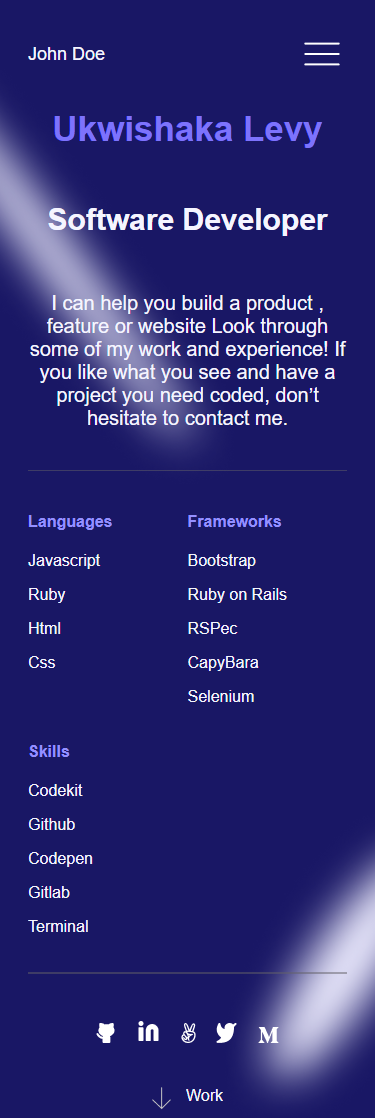 John Doe
Ukwishaka Levy
Software Developer
I can help you build a product ,
feature or website Look through
some of my work and experience! If
you like what you see and have a
project you need coded, don’t
hesitate to contact me.
Languages
Javascript
Ruby
Html
Css
Frameworks
Bootstrap
Ruby on Rails
RSPec
CapyBara
Selenium
Skills
Codekit
Github
Codepen
Gitlab
Terminal
in
M
Work